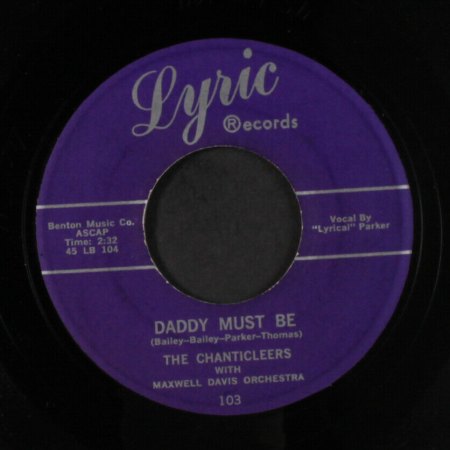 Lyric
®ecords
Benton Music Co.
ASCAP
Time: 2:32
45 LB 104
Vocal By
"Lyrical" Parker
DADDY MUST BE
(Bailey—Bailey—Parker—Thomas)
THE CHANTICLEERS
WITH
MAXWELL DAVIS ORCHESTRA
103